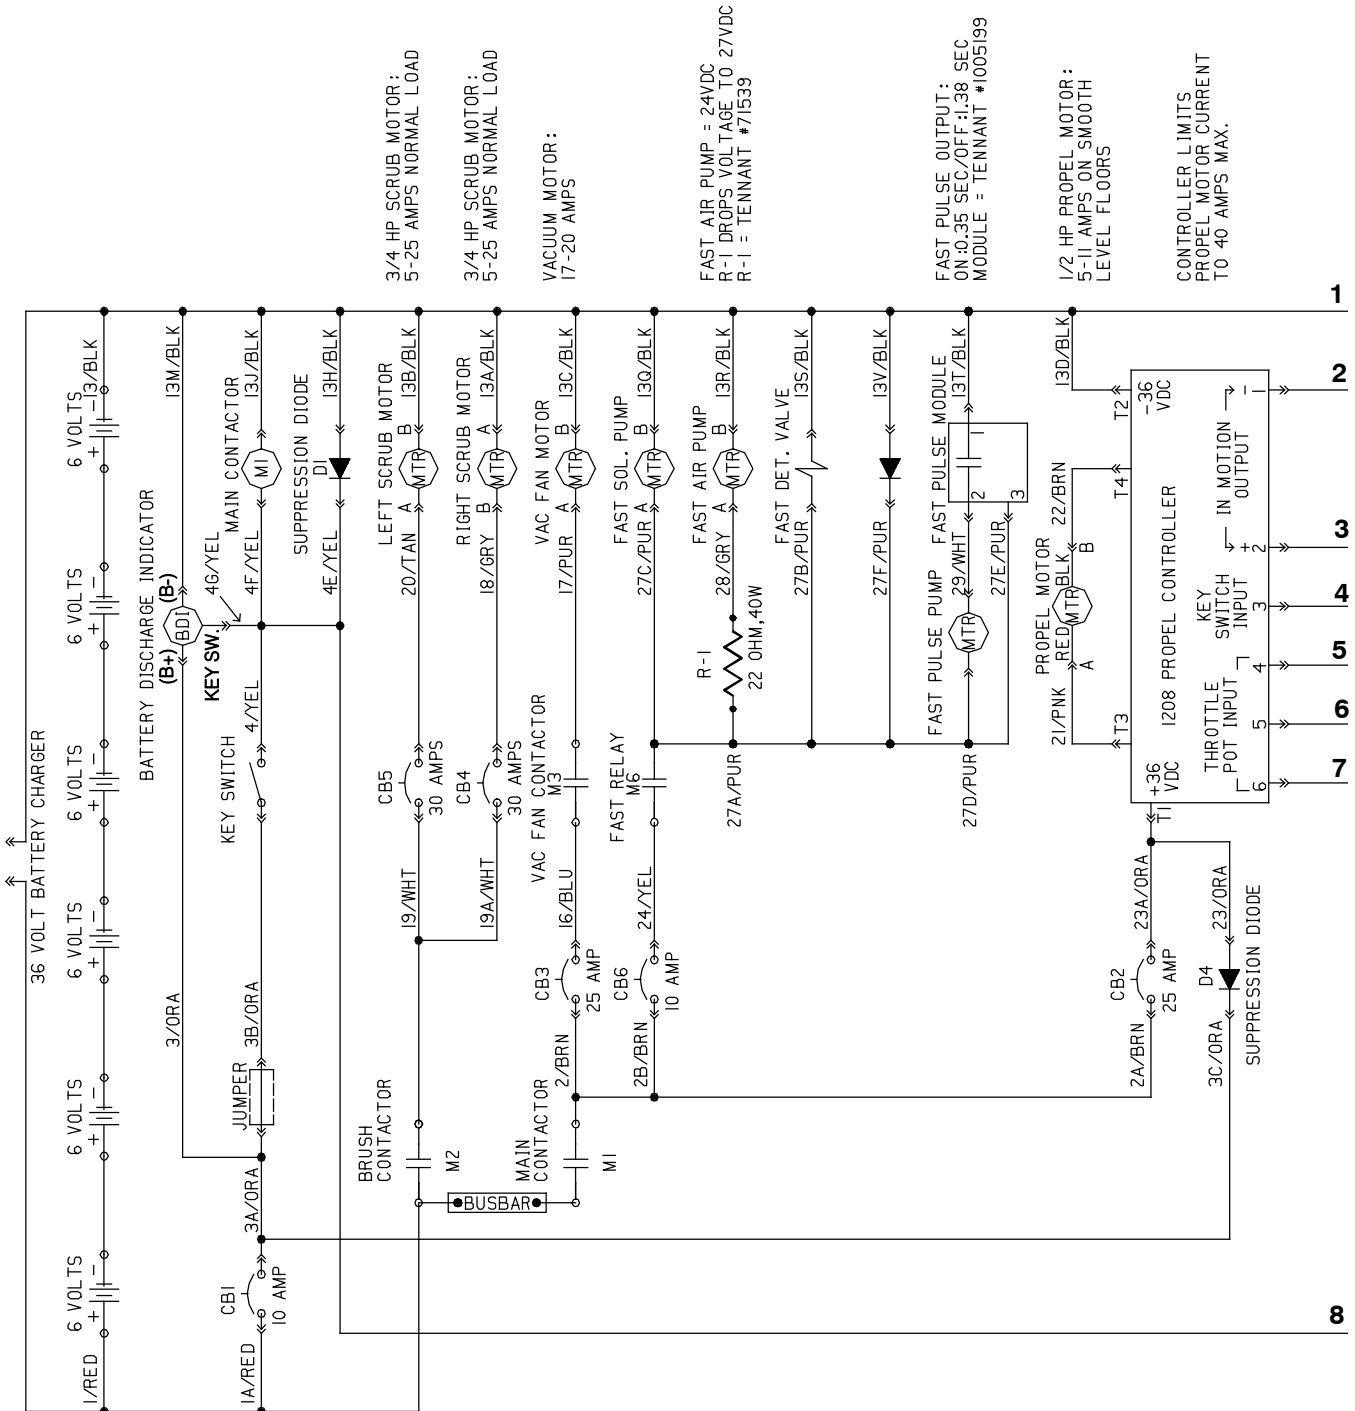 36 VOLT BATTERY CHARGER
1/RED
6 VOLTS
+ -
6 VOLTS
+ -
6 VOLTS
+ -
6 VOLTS
+ -
6 VOLTS
+ -
6 VOLTS
+ -
13/BLK
BATTERY DISCHARGE INDICATOR
3/ORA
(B+)
BDI
(B-)
13M/BLK
KEY SW.
4G/YEL
1A/RED
CB1
10 AMP
3A/ORA
JUMPER
3B/ORA
KEY SWITCH
4/YEL
4F/YEL
MAIN CONTACTOR
M1
13J/BLK
SUPPRESSION DIODE
4E/YEL
D1
13H/BLK
BRUSH
CONTACTOR
M2
19/WHT
CB5
30 AMPS
LEFT SCRUB MOTOR
20/TAN
A
MTR
B
13B/BLK
3/4 HP SCRUB MOTOR:
5-25 AMPS NORMAL LOAD
BUSBAR
19A/WHT
CB4
30 AMPS
RIGHT SCRUB MOTOR
18/GRY
B
MTR
A
13A/BLK
3/4 HP SCRUB MOTOR:
5-25 AMPS NORMAL LOAD
MAIN
CONTACTOR
M1
2/BRN
CB3
25 AMP
16/BLU
VAC FAN CONTACTOR
M3
VAC FAN MOTOR
17/PUR
A
MTR
B
13C/BLK
VACUUM MOTOR:
17-20 AMPS
2B/BRN
CB6
10 AMP
24/YEL
FAST RELAY
M6
FAST SOL. PUMP
27C/PUR
A
MTR
B
13Q/BLK
27A/PUR
R-1
22 OHM,40W
FAST AIR PUMP
28/GRY
A
MTR
B
13R/BLK
FAST AIR PUMP = 24VDC
R-1 DROPS VOLTAGE TO 27VDC
R-1 = TENNANT #71539
FAST DET. VALVE
27B/PUR
13S/BLK
27F/PUR
13V/BLK
27D/PUR
FAST PULSE PUMP
MTR
29/WHT
27E/PUR
FAST PULSE MODULE
2
1
3
13T/BLK
FAST PULSE OUTPUT:
ON:0.35 SEC/OFF:1.38 SEC
MODULE = TENNANT #1005199
PROPEL MOTOR
21/PNK
A
RED
MTR
BLK
B
22/BRN
13D/BLK
1/2 HP PROPEL MOTOR:
5-11 AMPS ON SMOOTH
LEVEL FLOORS
2A/BRN
CB2
25 AMP
23A/ORA
T1
T3
T4
T2
+36
VDC
1208 PROPEL CONTROLLER
-36
VDC
THROTTLE
POT INPUT
KEY
SWITCH
INPUT
IN MOTION
OUTPUT
+ -
6
5
4
3
2
1
CONTROLLER LIMITS
PROPEL MOTOR CURRENT
TO 40 AMPS MAX.
3C/ORA
D4
23/ORA
SUPPRESSION DIODE
1
2
3
4
5
6
7
8